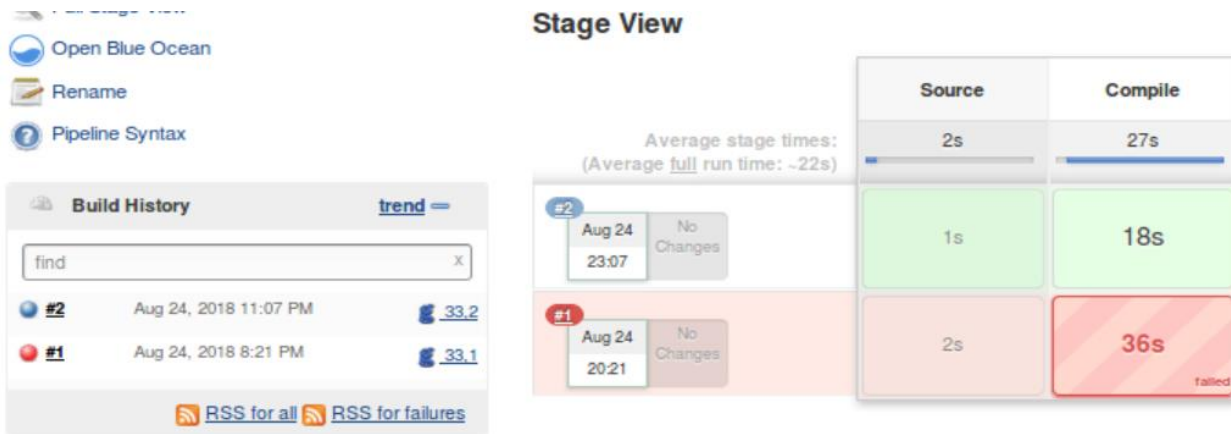 Full Stage View
Open Blue Ocean
Rename
Pipeline Syntax
Build History trend
find x
#2 Aug 24, 2018 11:07 PM 33,2
#1 Aug 24, 2018 8:21 PM 33,1
RSS for all RSS for failures
Stage View
Source Compile
Average stage times:
(Average full run time: ~22s)
2s 27s
#2
Aug 24
23:07
No
Changes
1s 18s
#1
Aug 24
20:21
No
Changes
2s 36s
failed